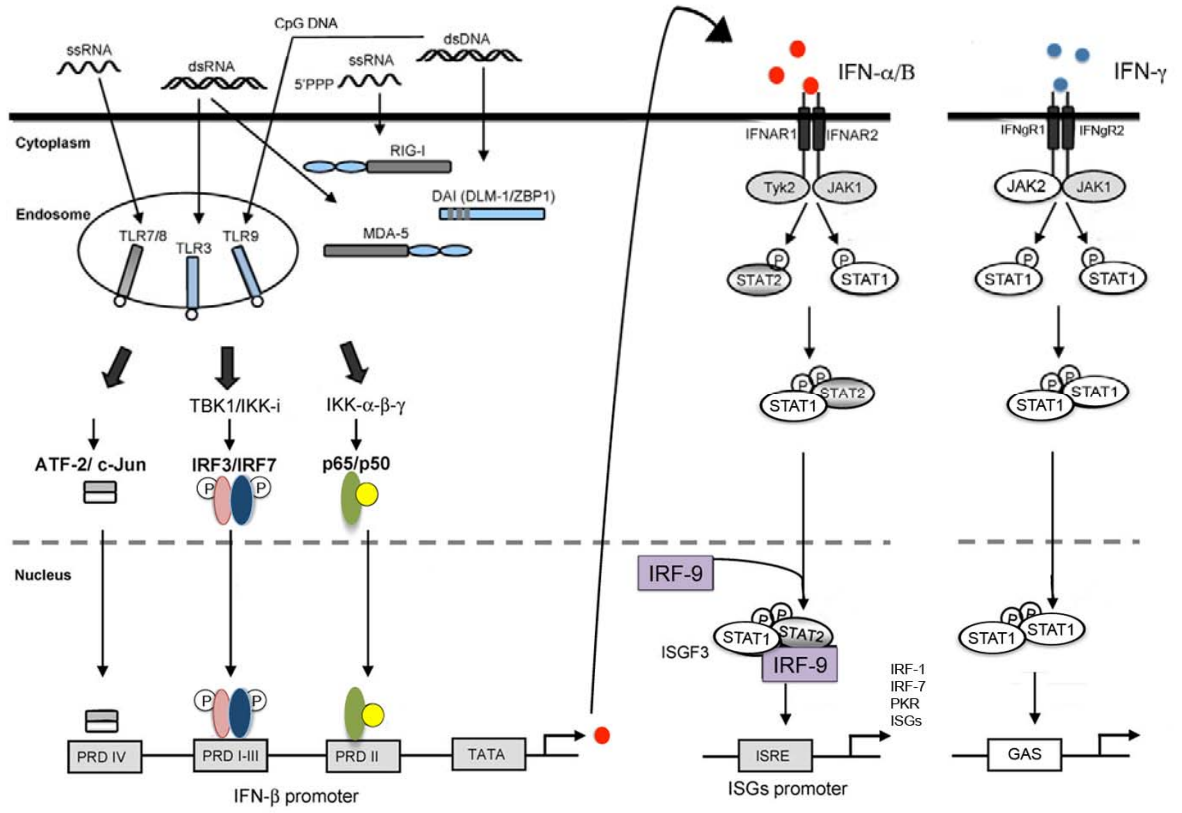 CpG DNA
ssRNA
dsRNA
ssRNA
5'PPP
dsDNA
Cytoplasm
RIG-I
DAI (DLM-1/ZBP1)
MDA-5
Endosome
TLR7/8
TLR3
TLR9
TBK1/IKK-i
IKK-α-β-γ
ATF-2/ c-Jun
IRF3/IRF7
p65/p50
P
P
Nucleus
P
P
PRD IV
PRD I-III
PRD II
TATA
IFN-β promoter
IFN-α/B
IFNAR1
IFNAR2
Tyk2
JAK1
P
P
STAT2
STAT1
P
P
STAT1
STAT2
IRF-9
P
P
STAT1
STAT2
ISGF3
IRF-9
IRF-1
IRF-7
PKR
ISGs
ISRE
ISGs promoter
IFN-γ
IFNgR1
IFNgR2
JAK2
JAK1
P
P
STAT1
STAT1
P
P
STAT1
STAT1
P
P
STAT1
STAT1
GAS